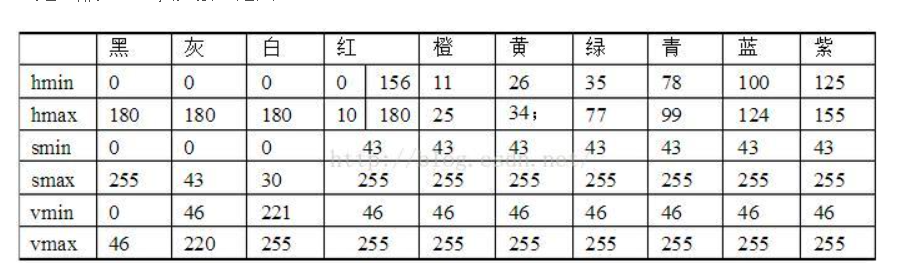 黑 灰 白 红 橙 黄 绿 青 蓝 紫
hmin 0 0 0 0 156 11 26 35 78 100 125
hmax 180 180 180 10 180 25 34; 77 99 124 155
smin 0 0 0 43 43 43 43 43 43 43
smax 255 43 30 255 255 255 255 255 255 255
vmin 0 46 221 46 46 46 46 46 46 46
vmax 46 220 255 255 255 255 255 255 255 255
http://blog.csdn.net/